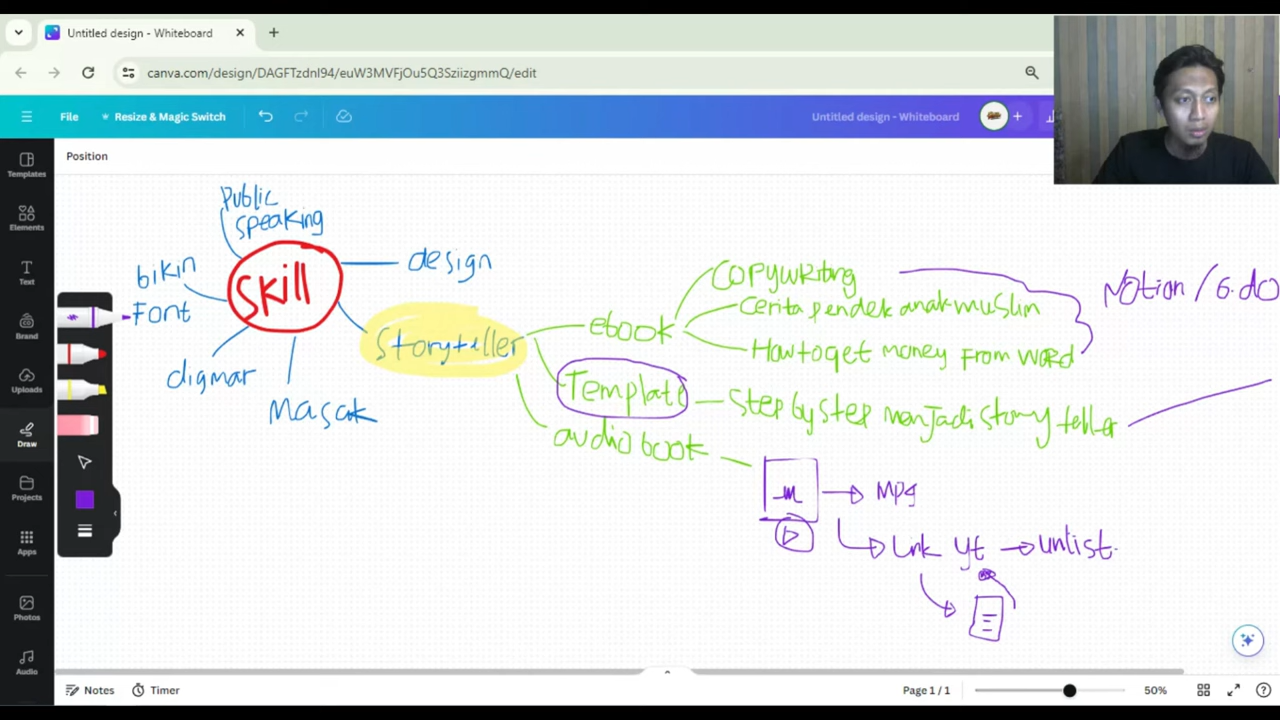 Untitled design - Whiteboard
canva.com/design/DAGFTzdnl94/euW3MVFjOu5Q3SziizgmmQ/edit
File
Resize & Magic Switch
Untitled design - Whiteboard
Position
Templates
Elements
Text
Brand
Uploads
Draw
Projects
Apps
Photos
Audio
Public
speaking
bikin
Font
skill
design
digmar
Masak
Storyteller
ebook
Copywriting
Cerita pendek anak muslim
How to get money From word
Notion / G.do
Template
Step by step menjadi story teller
audiobook
MP4
Link yt
unlist.
Notes
Timer
Page 1 / 1
50%